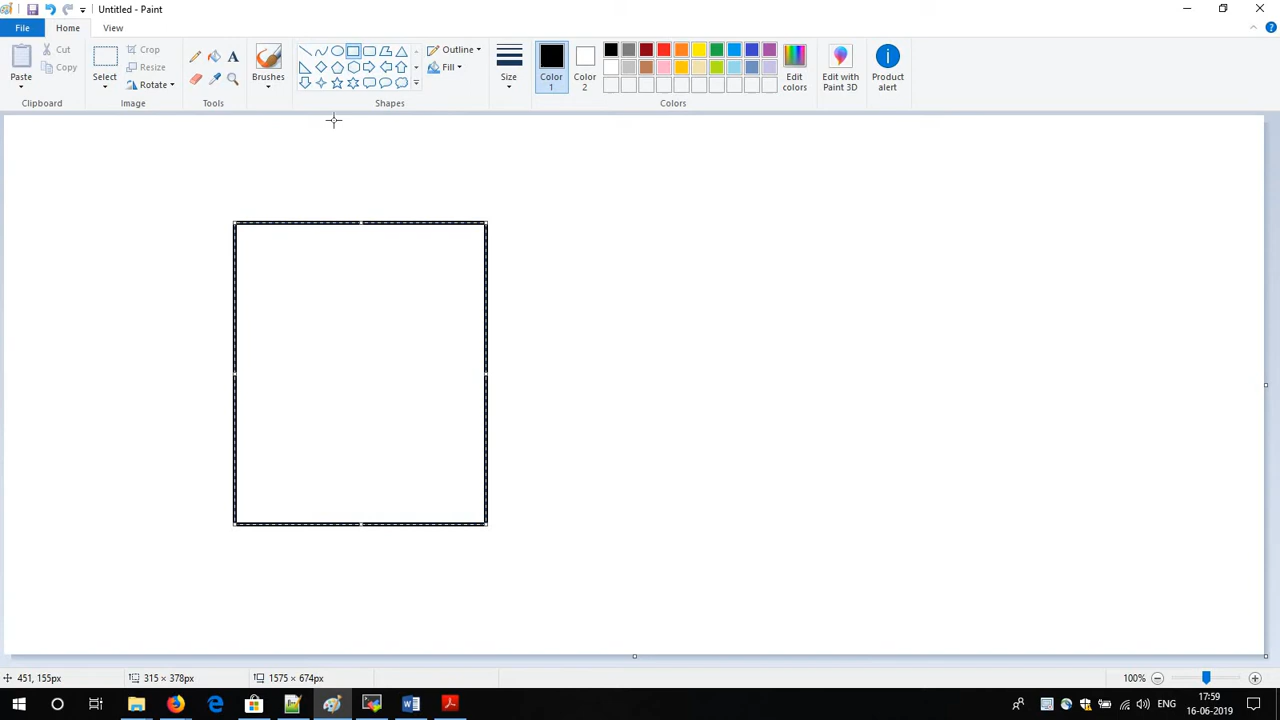 Untitled - Paint
File Home View
Paste
Cut
Copy
Clipboard
Select
Crop
Resize
Rotate
Image
A
Tools
Brushes
Outline
Fill
Shapes
Size
Color 1
Color 2
Edit colors
Colors
Edit with Paint 3D
Product alert
451, 155px
315 × 378px
1575 × 674px
100%
ENG
17:59
16-06-2019